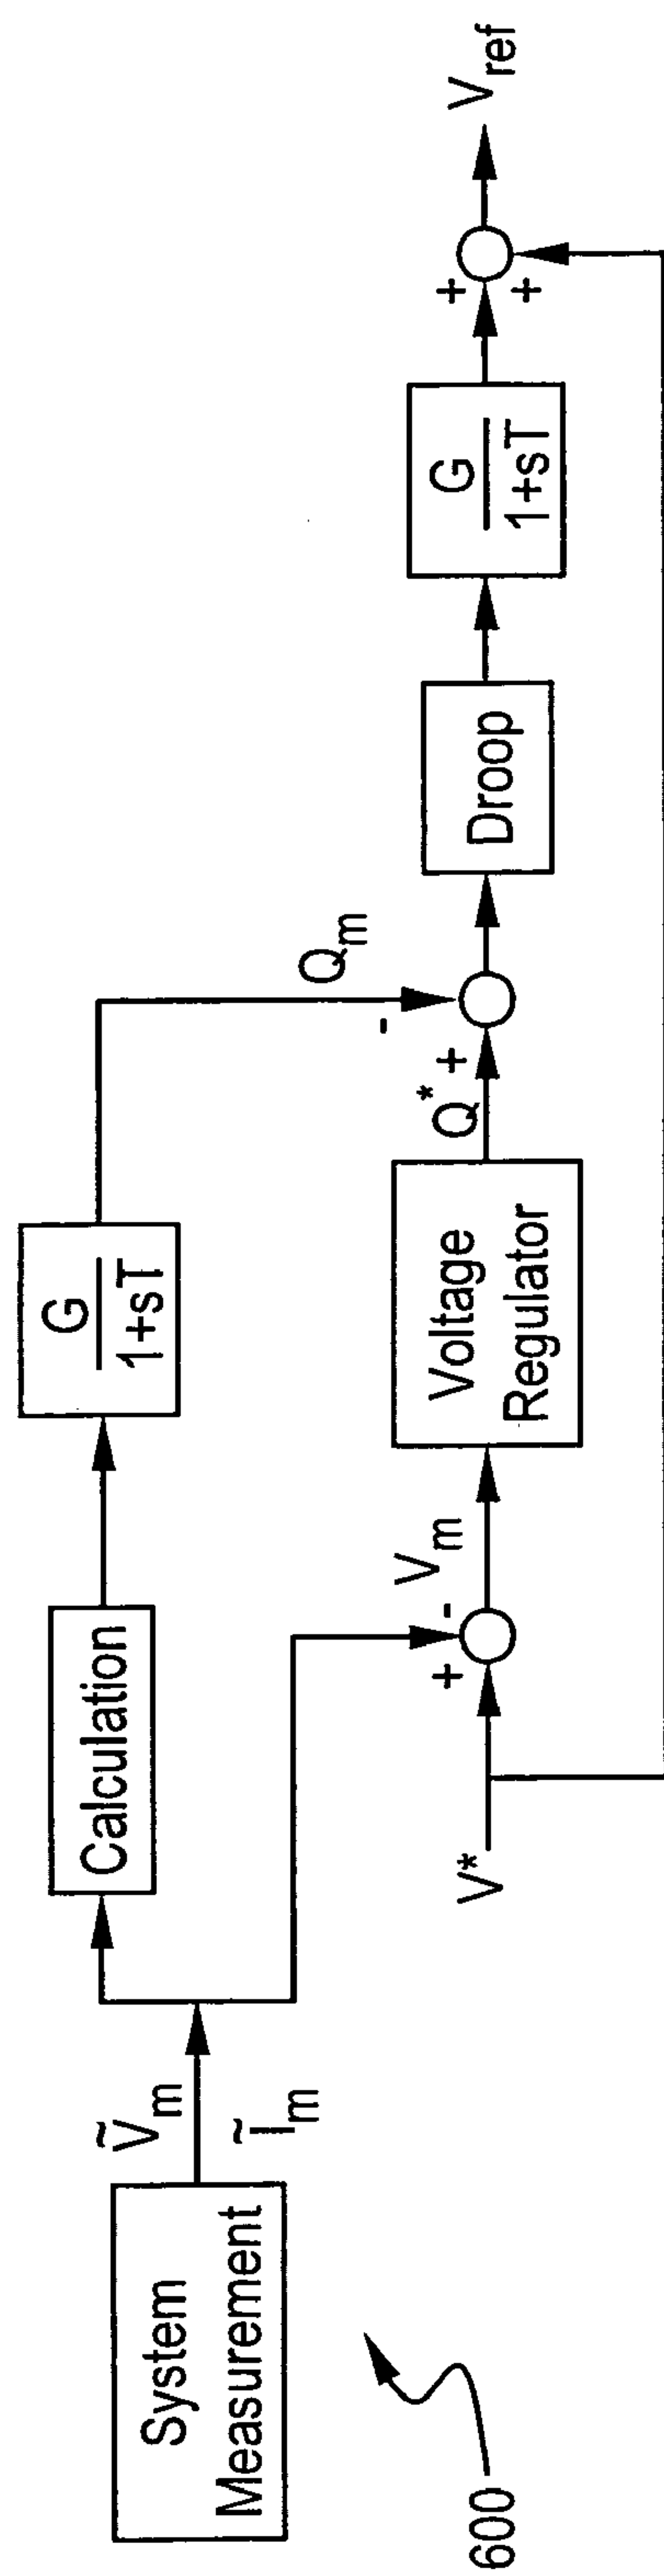 System
Measurement
Ṽm
Ĩm
Calculation
G
1+sT
Qm
-
V*
+
-
Vm
Voltage
Regulator
Q*
+
Droop
G
1+sT
+
+
Vref
600